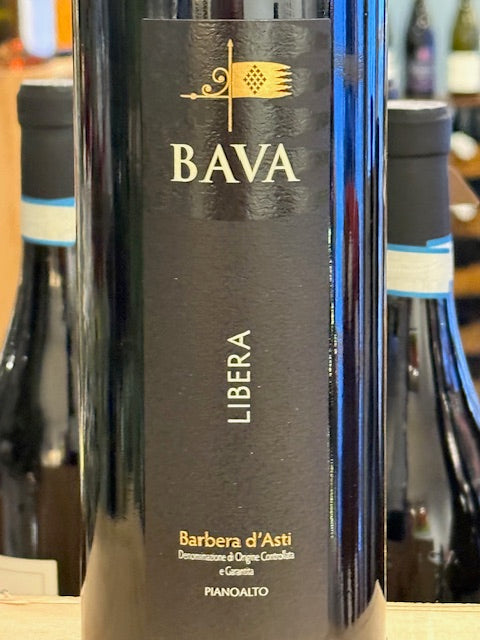 BAVA
LIBERA
Barbera d'Asti
Denominazione di Origine Controllata
e Garantita
PIANOALTO